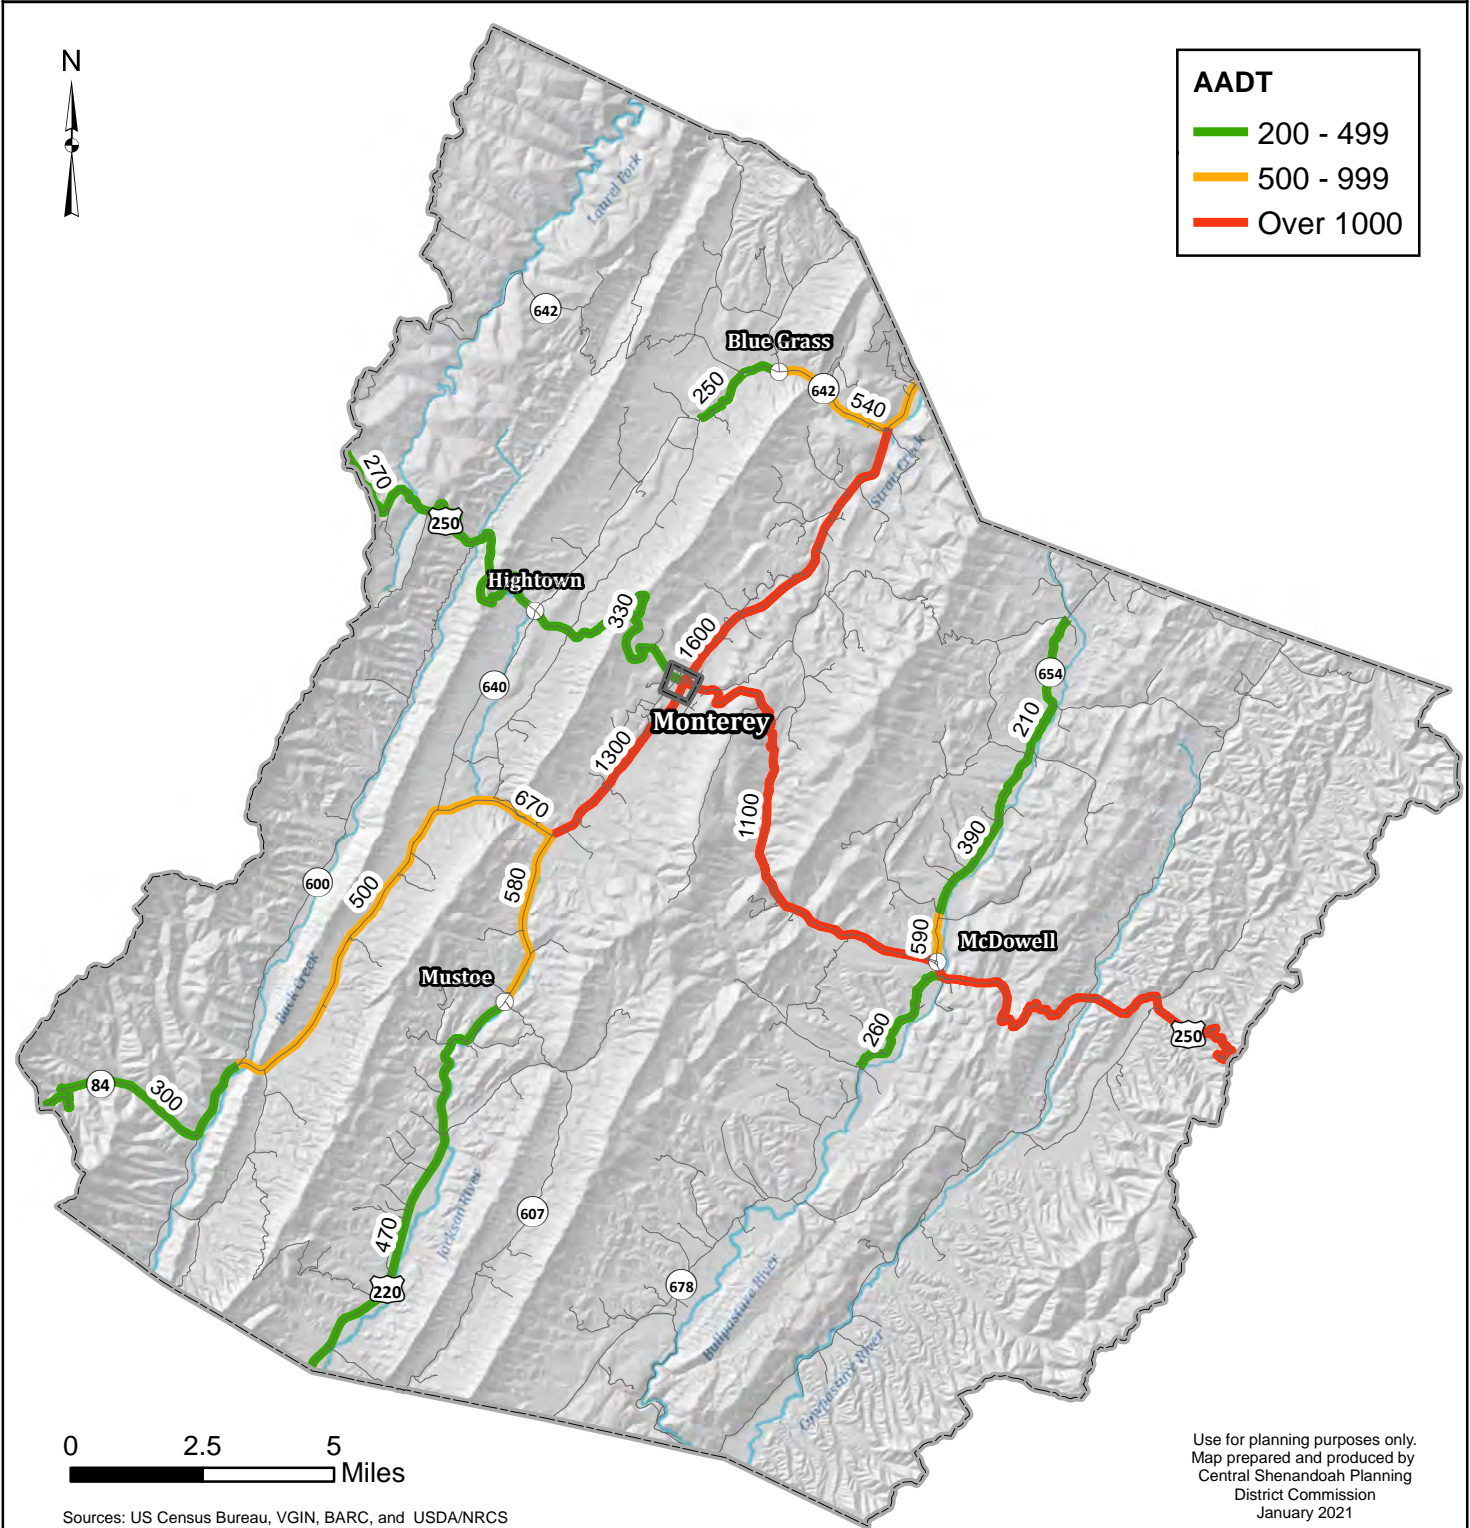 N
AADT
200 - 499
500 - 999
Over 1000
Laurel Fork
642
Blue Grass
250
642
540
Strait Creek
270
250
Hightown
330
1600
654
640
Monterey
210
1300
670
1100
390
600
500
580
590
McDowell
Mustoe
Back Creek
260
250
84
300
Jackson River
607
470
220
678
Bullpasture River
Cowpasture River
0 2.5 5
Miles
Sources: US Census Bureau, VGIN, BARC, and USDA/NRCS
Use for planning purposes only.
Map prepared and produced by
Central Shenandoah Planning
District Commission
January 2021